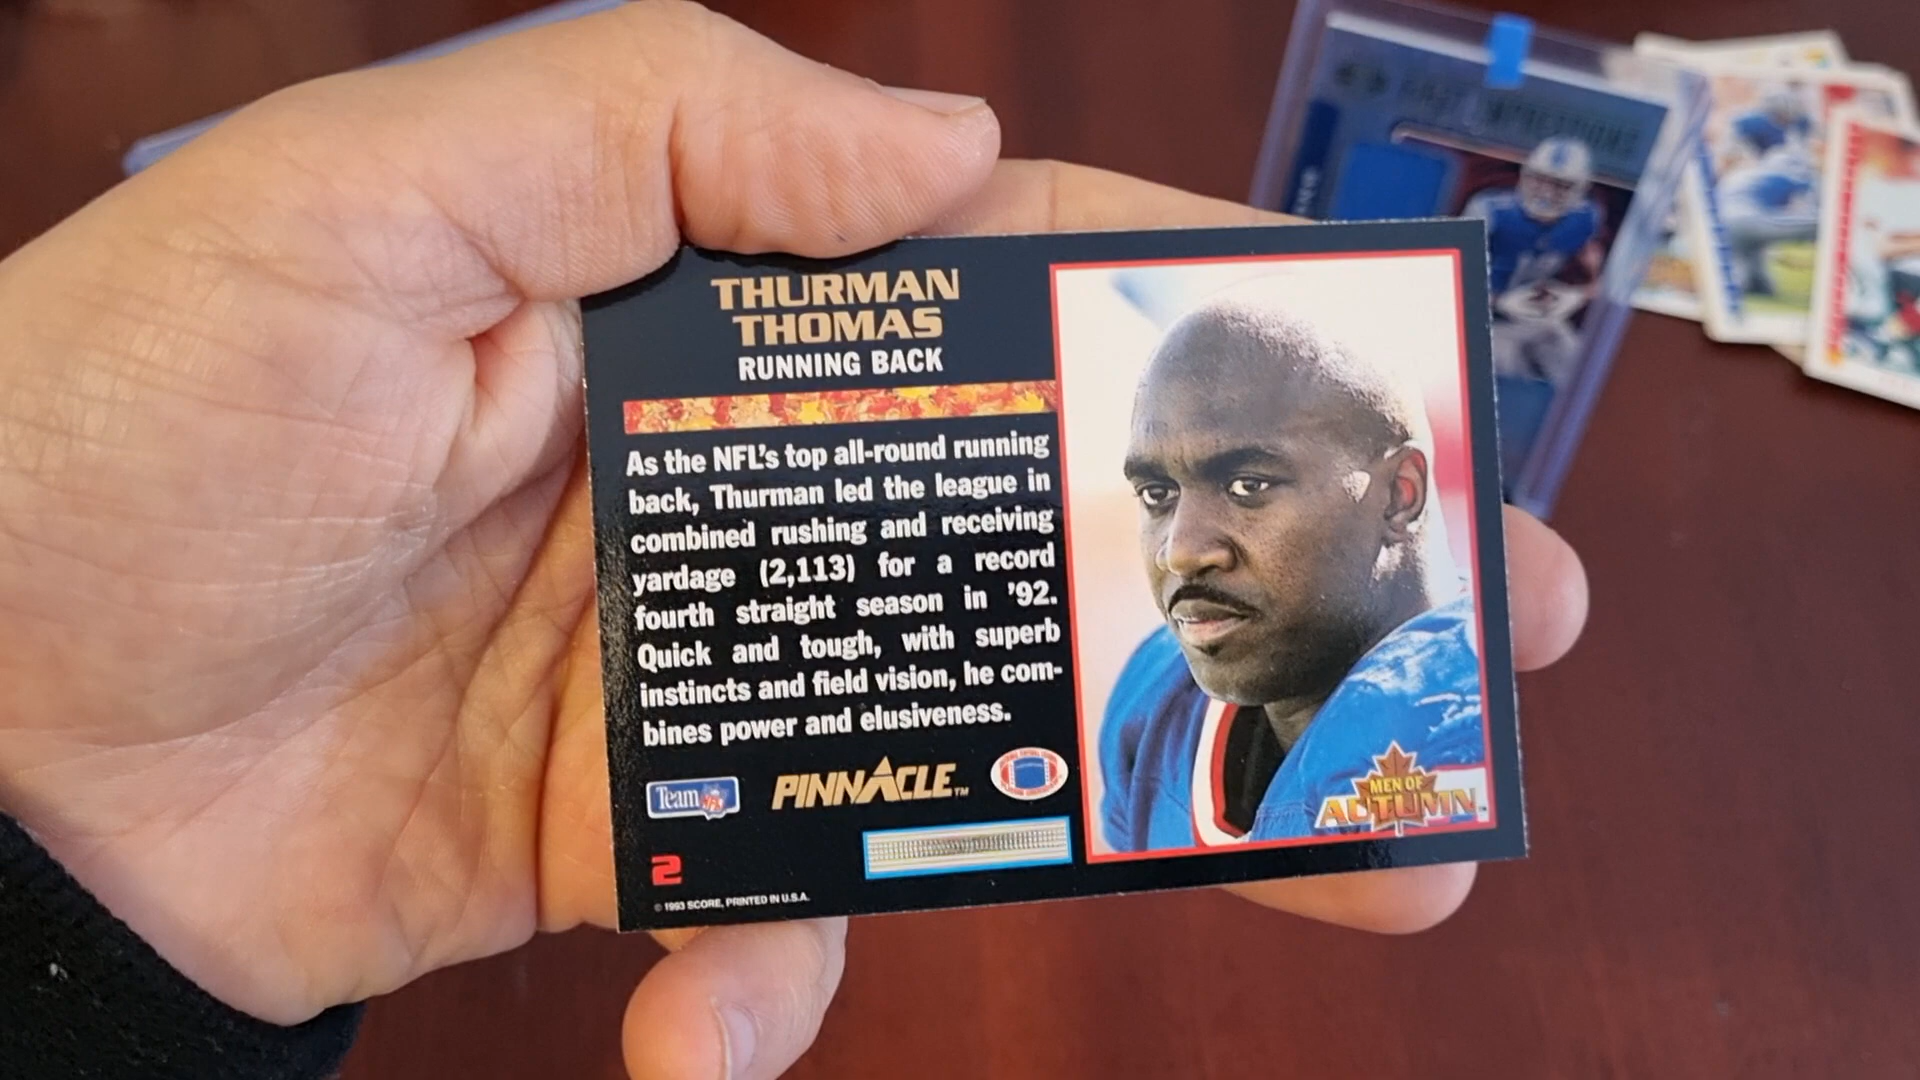 THURMAN
THOMAS
RUNNING BACK
As the NFL's top all-round running
back, Thurman led the league in
combined rushing and receiving
yardage (2,113) for a record
fourth straight season in '92.
Quick and tough, with superb
instincts and field vision, he com-
bines power and elusiveness.
Team NFL
PINNACLE™
MEN OF
AUTUMN
2
© 1993 SCORE, PRINTED IN U.S.A.